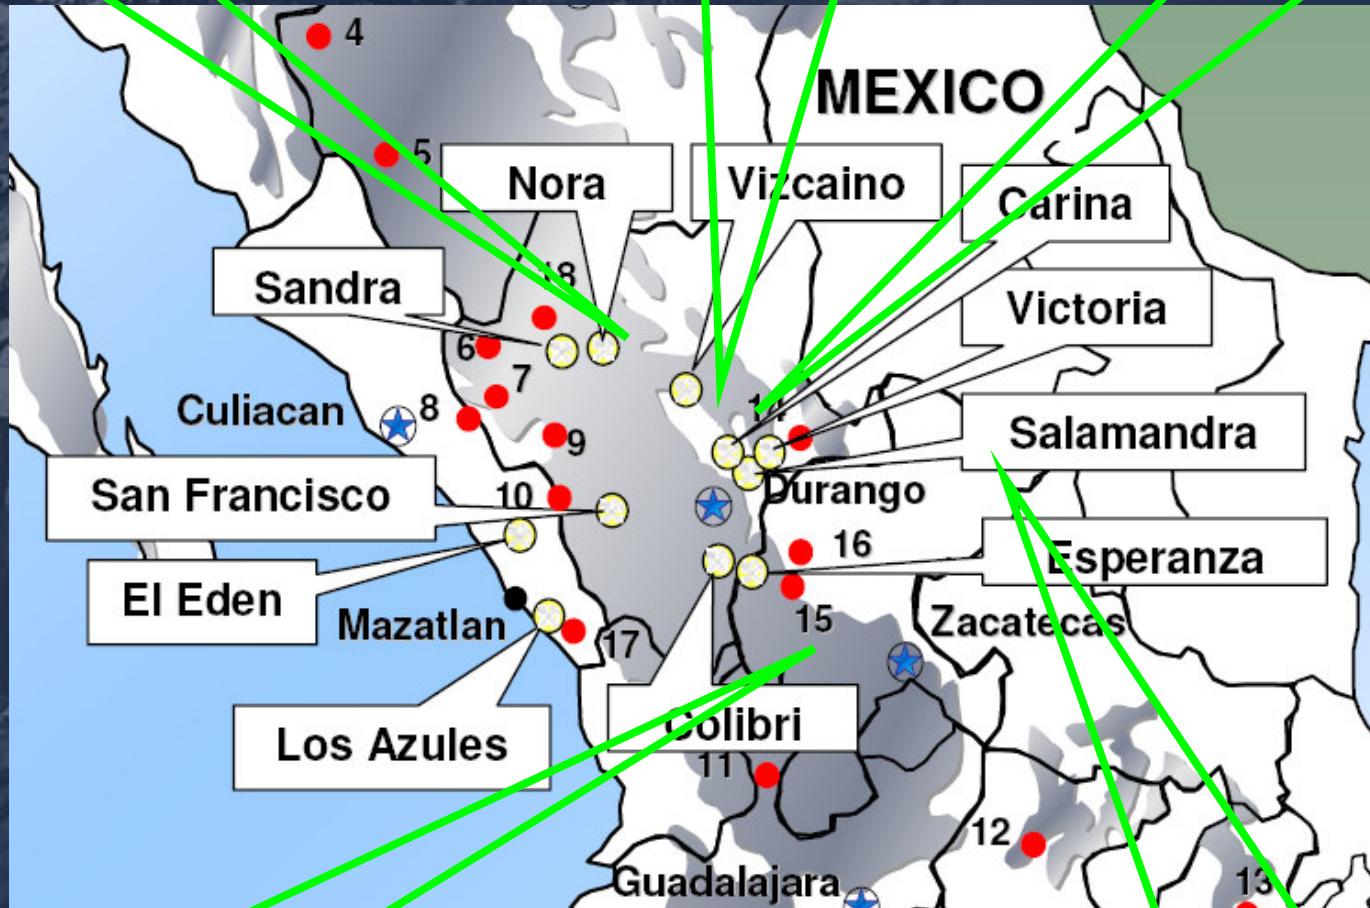 4
MEXICO
5
Nora
Vizcaino
Carina
Sandra
18
Victoria
6
7
Culiacan
8
14
Salamandra
9
San Francisco
10
Durango
16
Esperanza
El Eden
Mazatlan
15
Zacatecas
17
Colibri
Los Azules
11
12
Guadalajara
13